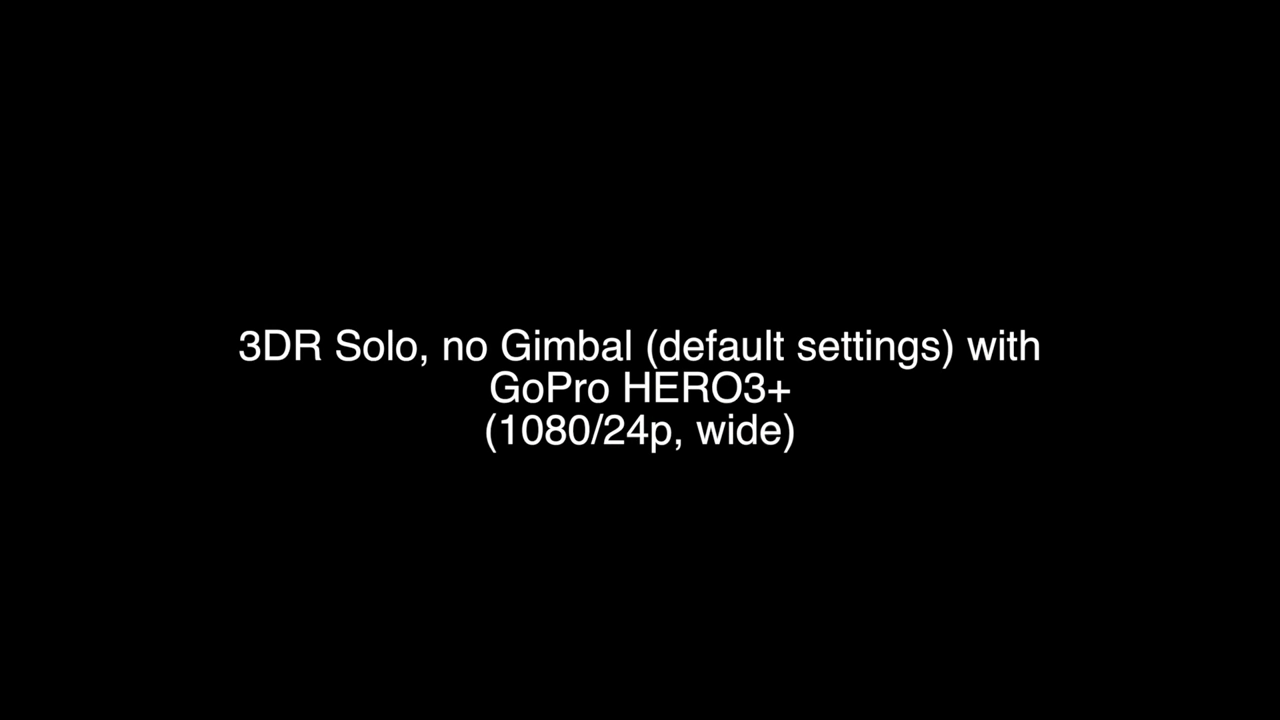 3DR Solo, no Gimbal (default settings) with
GoPro HERO3+
(1080/24p, wide)